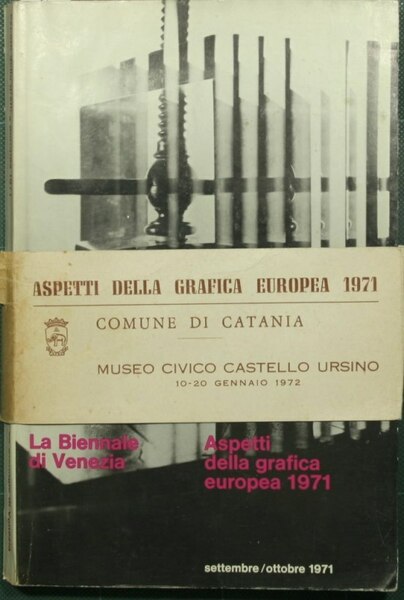 ASPETTI DELLA GRAFICA EUROPEA 1971
COMUNE DI CATANIA
MUSEO CIVICO CASTELLO URSINO
10-20 GENNAIO 1972
La Biennale
di Venezia
Aspetti
della grafica
europea 1971
settembre/ottobre 1971